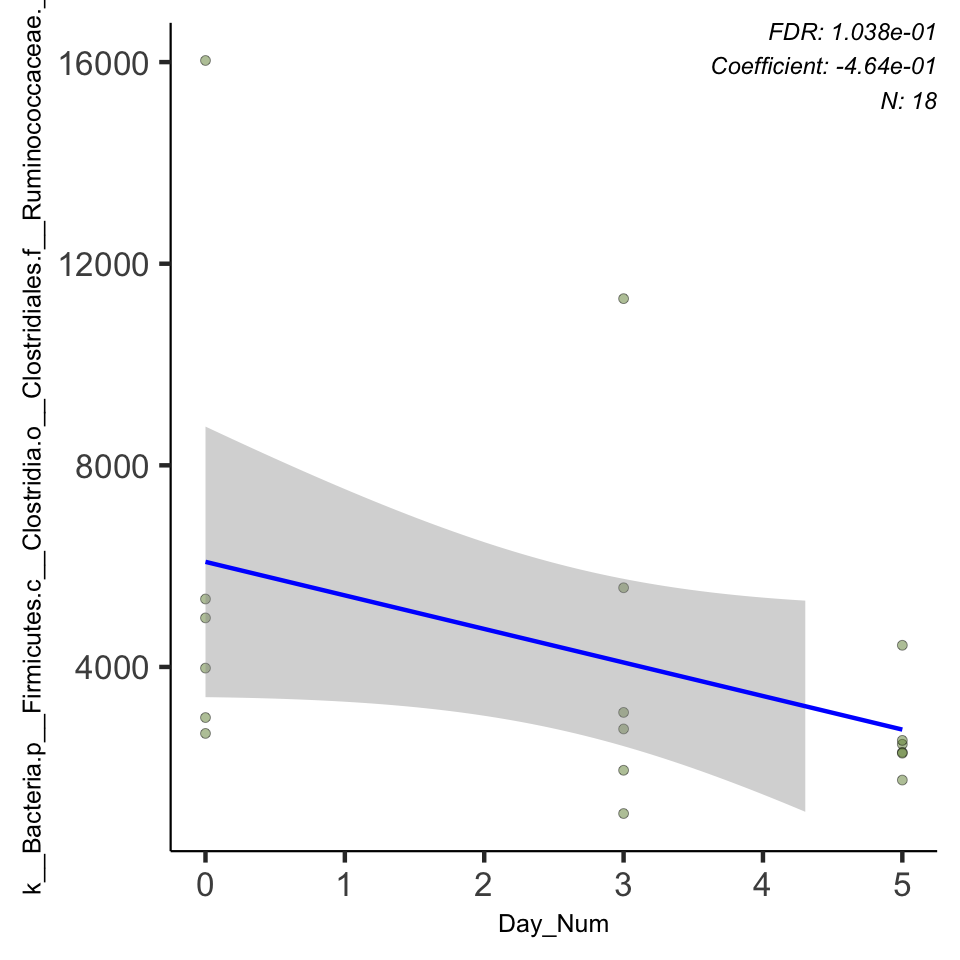 FDR: 1.038e-01
Coefficient: -4.64e-01
N: 18
k__Bacteria.p__Firmicutes.c__Clostridia.o__Clostridiales.f__Ruminococcaceae._
16000
12000
8000
4000
0 1 2 3 4 5
Day_Num